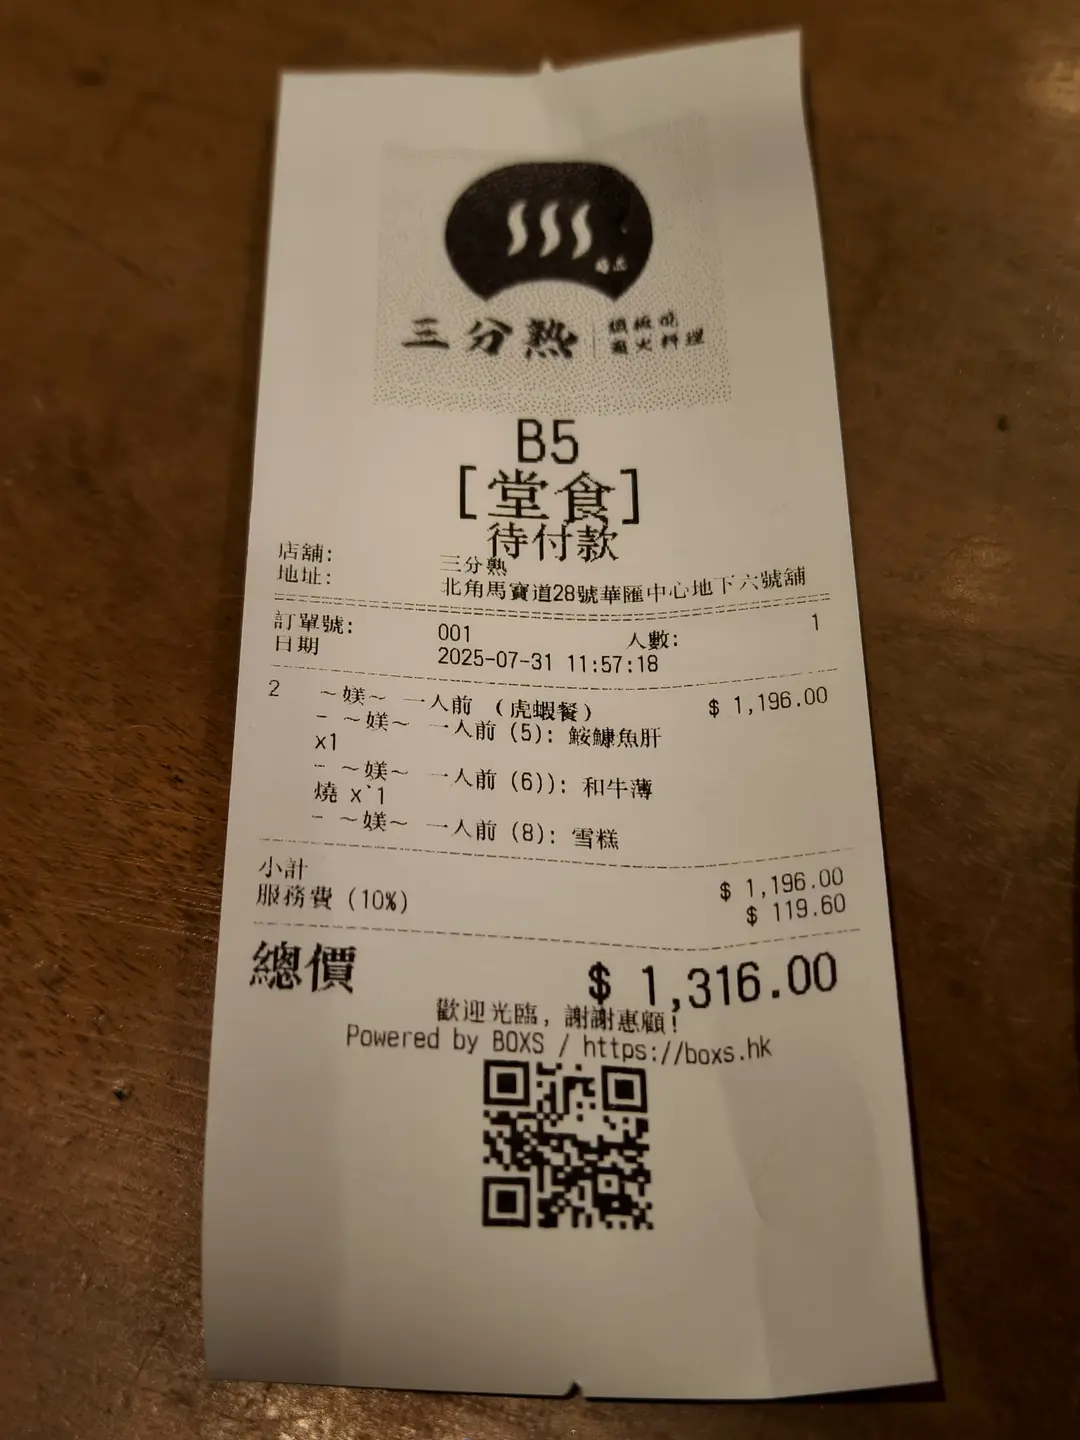 三分熟
鐵板燒
電火料理
B5
[堂食]
待付款
店舖: 三分熟
地址: 北角馬寶道28號華匯中心地下六號舖
訂單號: 001 人數: 1
日期 2025-07-31 11:57:18
2 ～媄～ 一人前 (虎蝦餐) $ 1,196.00
- ～媄～ 一人前 (5): 鮟鱇魚肝
x1
- ～媄～ 一人前 (6)): 和牛薄
燒 x`1
- ～媄～ 一人前 (8): 雪糕
小計 $ 1,196.00
服務費 (10%) $ 119.60
總價 $ 1,316.00
歡迎光臨, 謝謝惠顧!
Powered by BOXS / https://boxs.hk